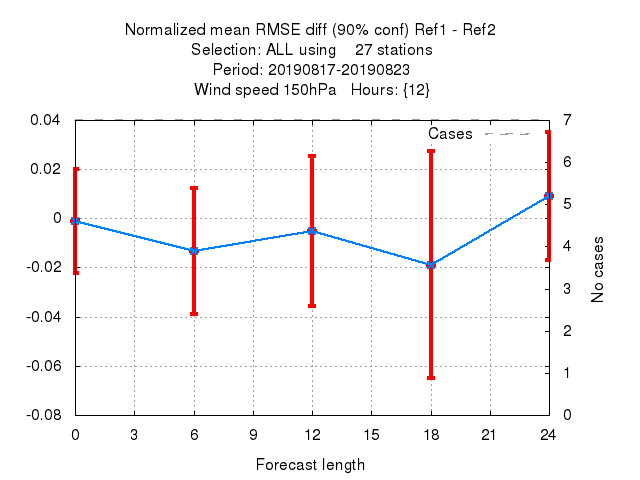 Normalized mean RMSE diff (90% conf) Ref1 - Ref2
Selection: ALL using    27 stations
Period: 20190817-20190823
Wind speed 150hPa   Hours: {12}
0.04
0.02
0
-0.02
-0.04
-0.06
-0.08
Cases
7
6
5
4
3
2
1
0
No cases
0 3 6 9 12 15 18 21 24
Forecast length